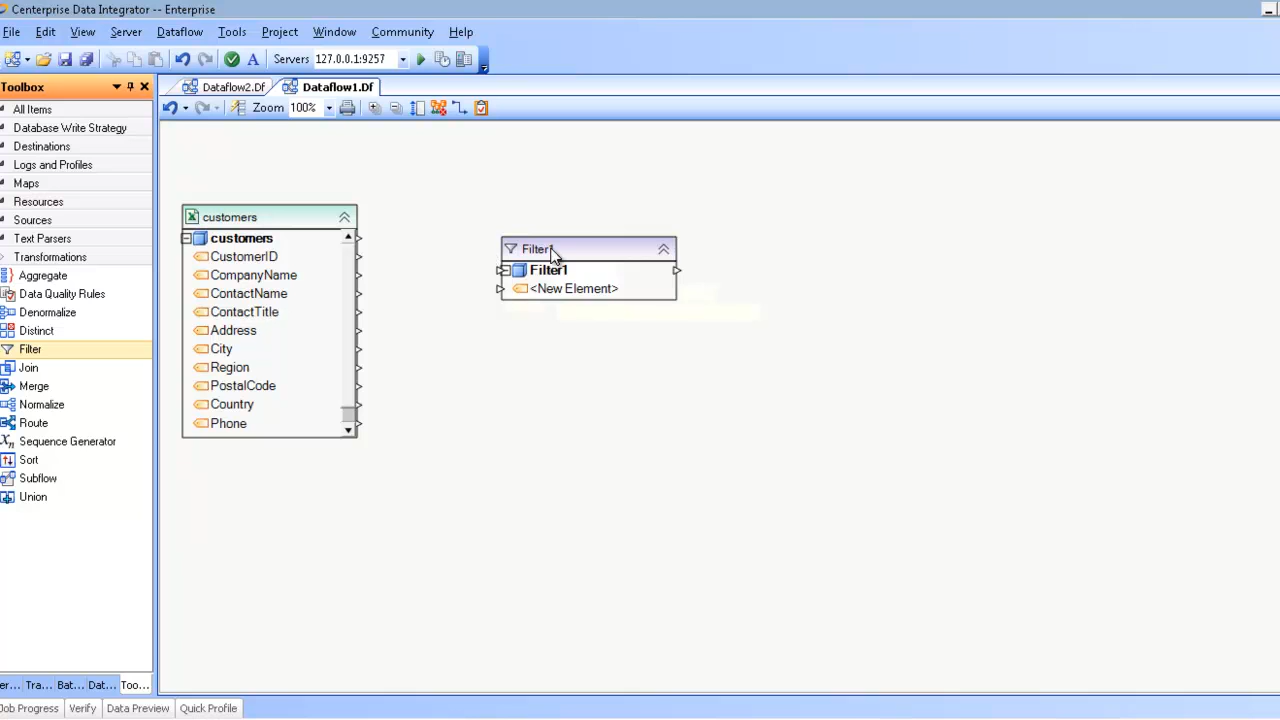 Centerprise Data Integrator -- Enterprise
File Edit View Server Dataflow Tools Project Window Community Help
Servers 127.0.0.1:9257
Toolbox
Dataflow2.Df Dataflow1.Df
Zoom 100%
All Items
Database Write Strategy
Destinations
Logs and Profiles
Maps
Resources
Sources
Text Parsers
Transformations
Aggregate
Data Quality Rules
Denormalize
Distinct
Filter
Join
Merge
Normalize
Route
Sequence Generator
Sort
Subflow
Union
customers
customers
CustomerID
CompanyName
ContactName
ContactTitle
Address
City
Region
PostalCode
Country
Phone
Filter1
Filter1
<New Element>
er... Tra... Bat... Dat... Too...
Job Progress Verify Data Preview Quick Profile